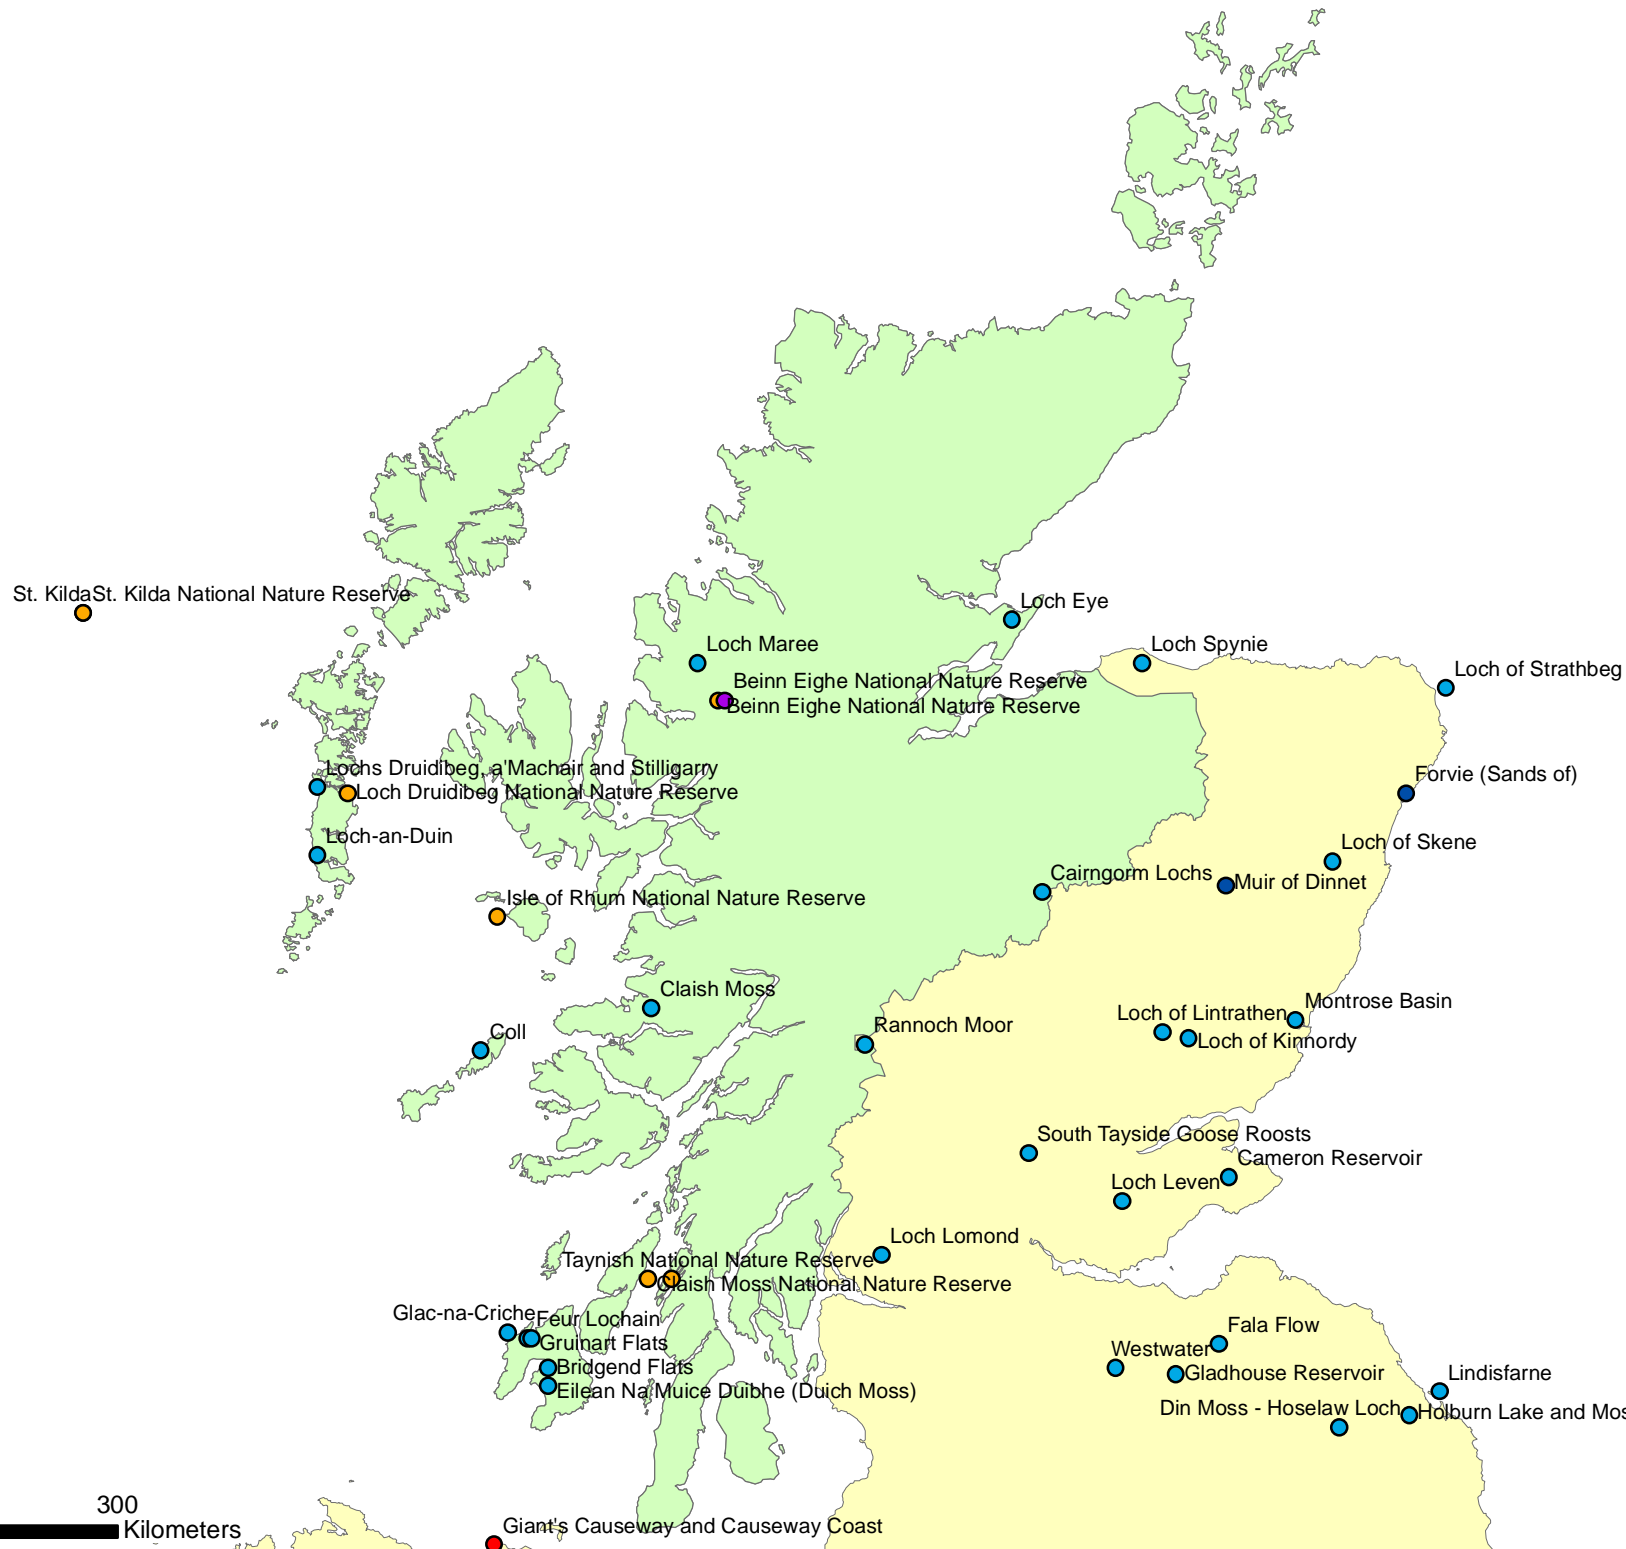 St. KildaSt. Kilda National Nature Reserve
Loch Eye
Loch Maree
Loch Spynie
Loch of Strathbeg
Beinn Eighe National Nature Reserve
Beinn Eighe National Nature Reserve
Lochs Druidibeg, a'Machair and Stilligarry
Loch Druidibeg National Nature Reserve
Forvie (Sands of)
Loch-an-Duin
Loch of Skene
Cairngorm Lochs
Muir of Dinnet
Isle of Rhum National Nature Reserve
Claish Moss
Montrose Basin
Loch of Lintrathen
Coll
Rannoch Moor
Loch of Kinnordy
South Tayside Goose Roosts
Cameron Reservoir
Loch Leven
Loch Lomond
Taynish National Nature Reserve
Claish Moss National Nature Reserve
Glac-na-Criche
Feur Lochain
Gruinart Flats
Fala Flow
Westwater
Bridgend Flats
Gladhouse Reservoir
Lindisfarne
Eilean Na Muice Duibhe (Duich Moss)
Din Moss - Hoselaw Loch
Holburn Lake and Mos
300
Kilometers
Giant's Causeway and Causeway Coast